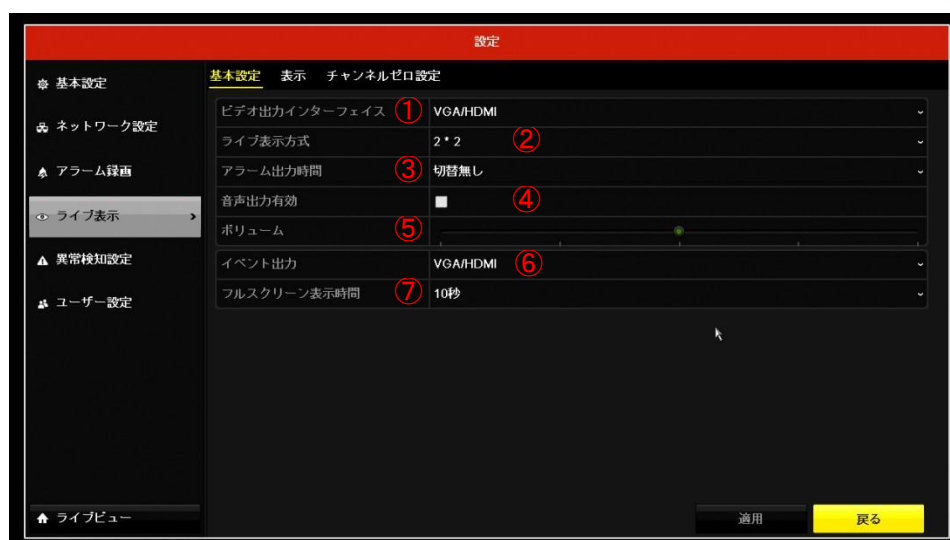 設定
基本設定
ネットワーク設定
アラーム録画
ライブ表示
異常検知設定
ユーザー設定
ライブビュー
基本設定 表示 チャンネルゼロ設定
ビデオ出力インターフェイス ① VGA/HDMI
ライブ表示方式 2 * 2 ②
アラーム出力時間 ③ 切替無し
音声出力有効 ④
ボリューム ⑤
イベント出力 VGA/HDMI ⑥
フルスクリーン表示時間 ⑦ 10秒
適用 戻る